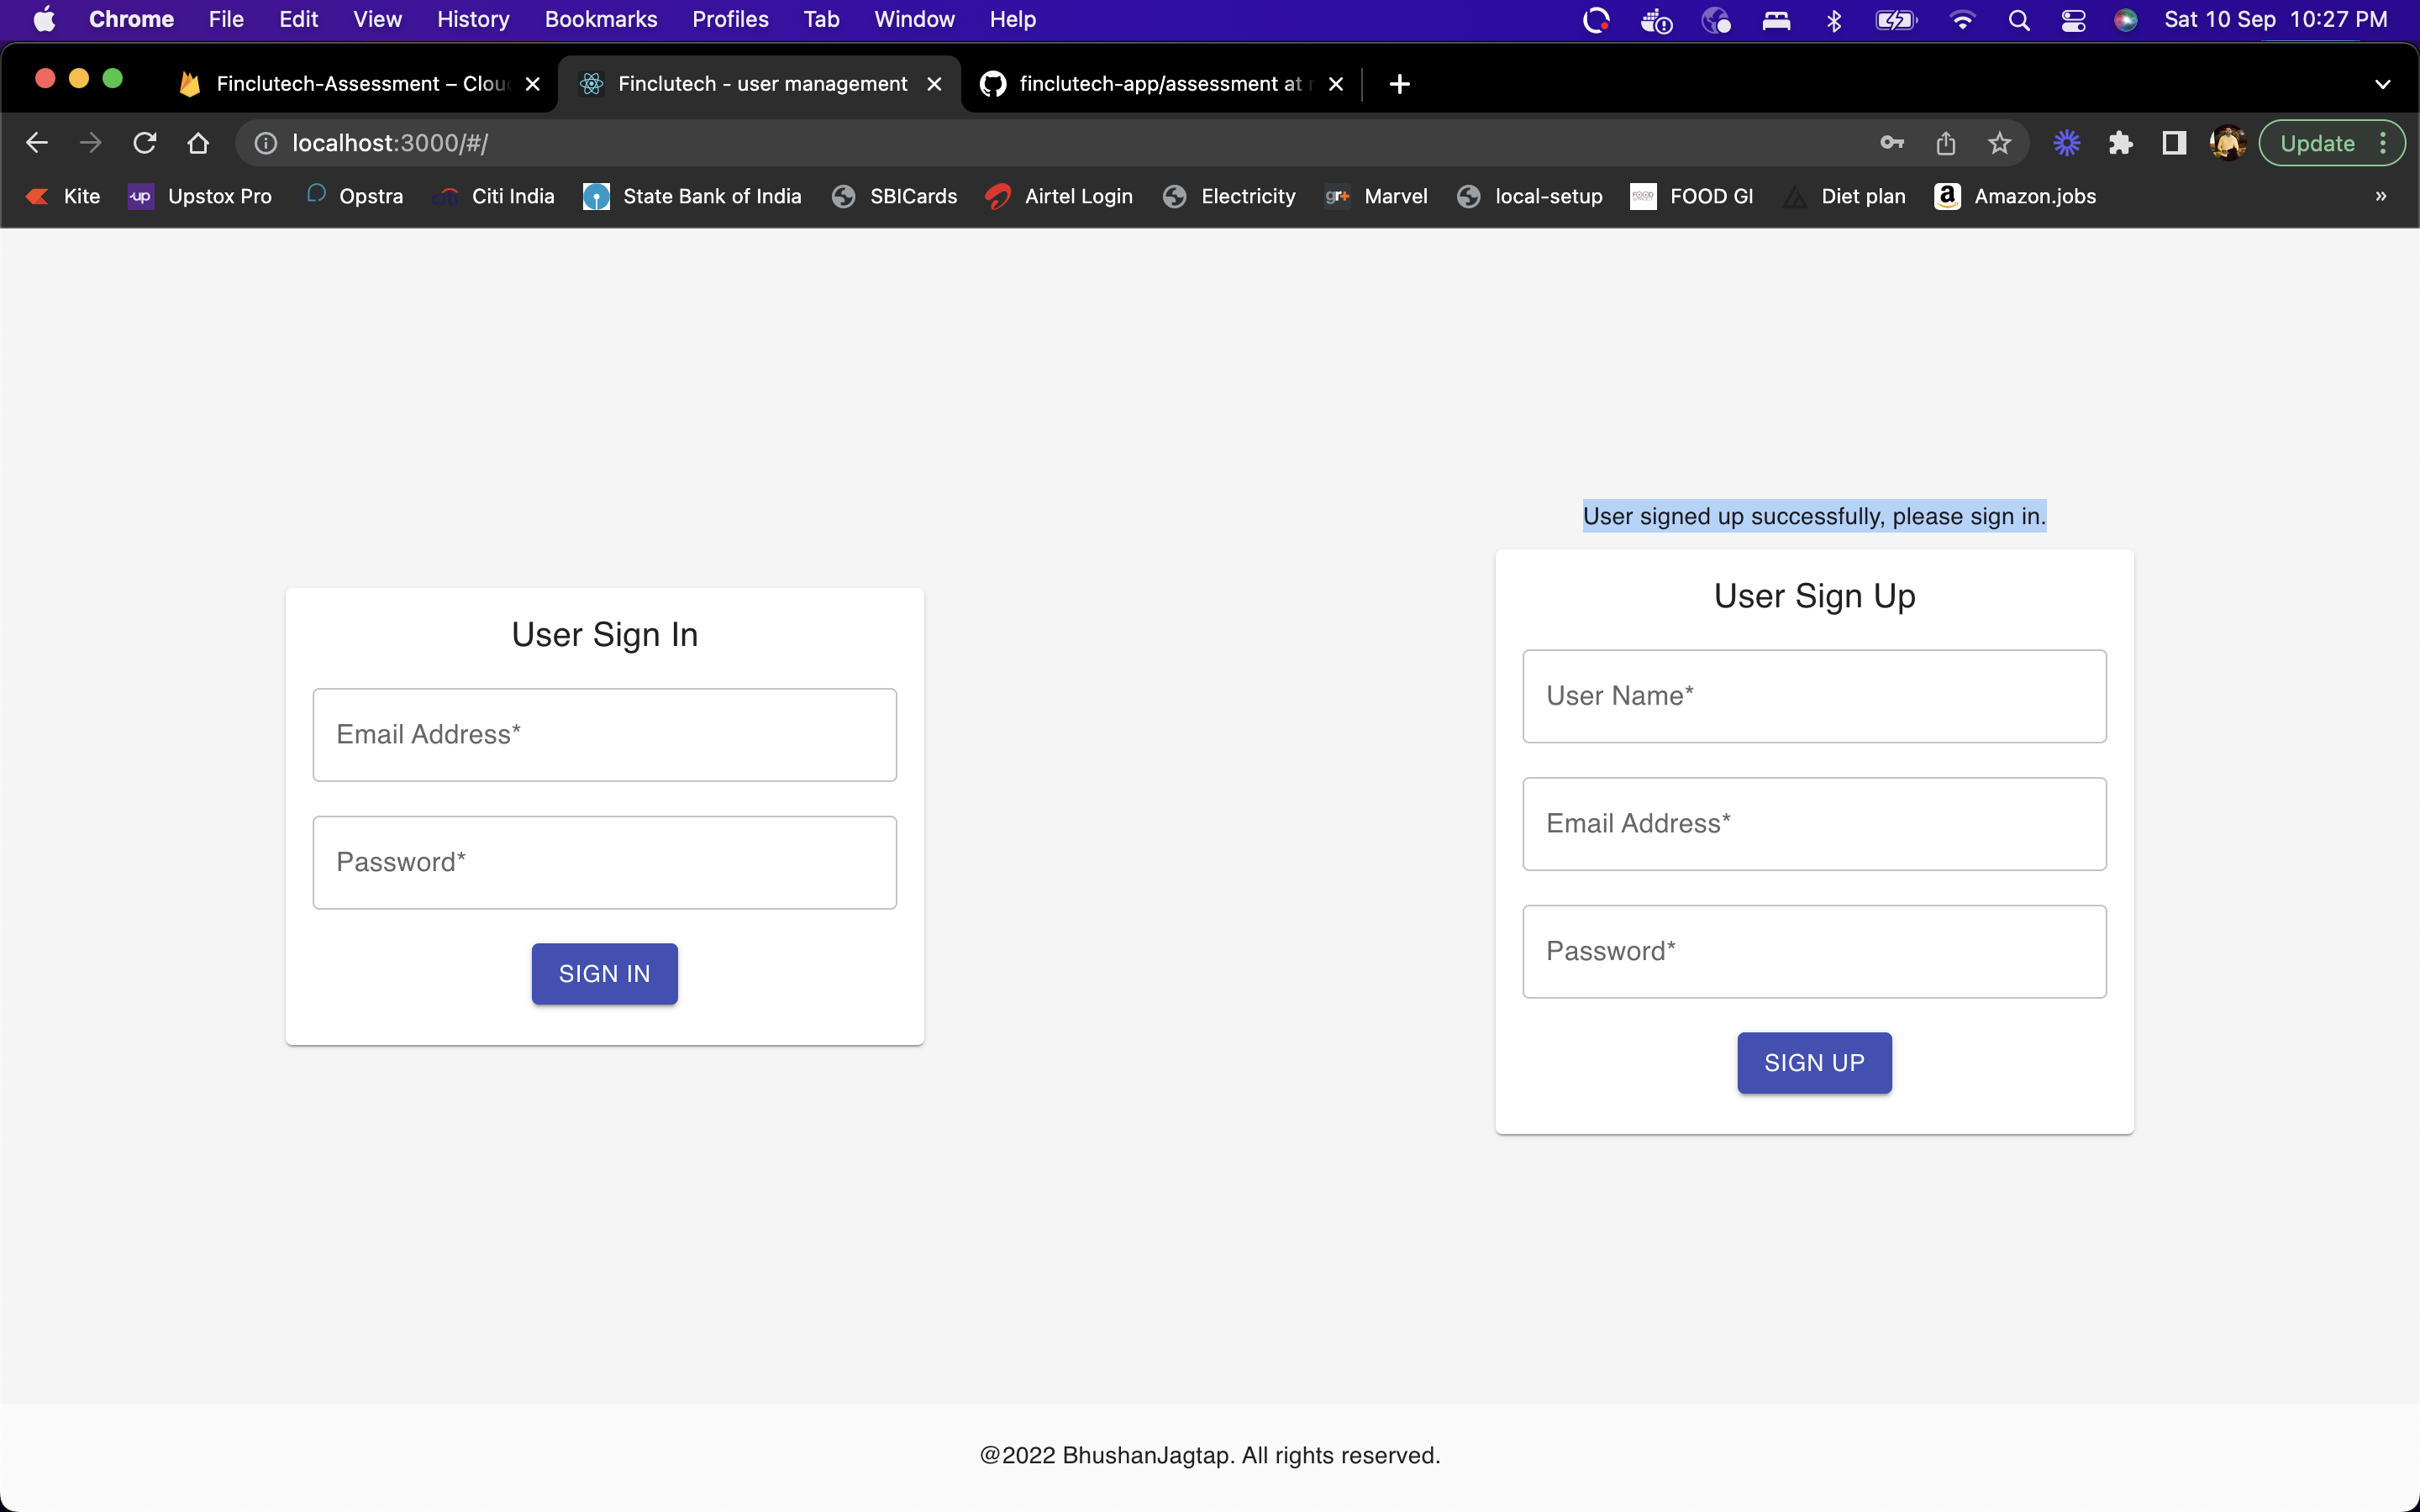 Chrome File Edit View History Bookmarks Profiles Tab Window Help Sat 10 Sep 10:27 PM
Finclutech-Assessment – Clou Finclutech - user management finclutech-app/assessment at
localhost:3000/#/ Update
Kite up Upstox Pro Opstra citi Citi India State Bank of India SBICards Airtel Login Electricity gr+ Marvel local-setup FOOD GI Diet plan a Amazon.jobs »
User signed up successfully, please sign in.
User Sign In
Email Address*
Password*
SIGN IN
User Sign Up
User Name*
Email Address*
Password*
SIGN UP
@2022 BhushanJagtap. All rights reserved.